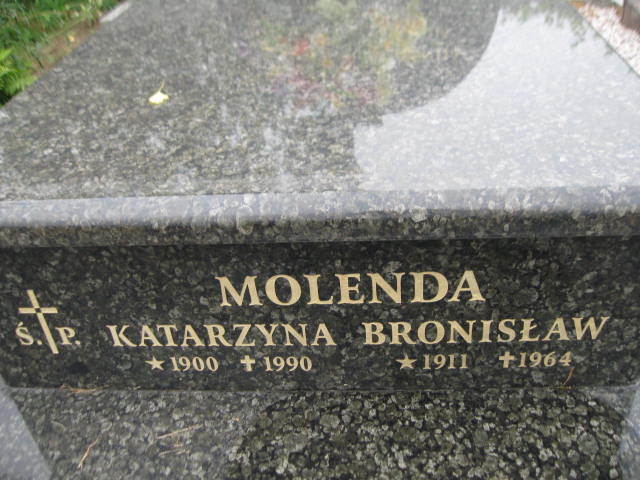 MOLENDA
Ś.P. KATARZYNA BRONISŁAW
★1900 ✝1990 ★1911 ✝1964